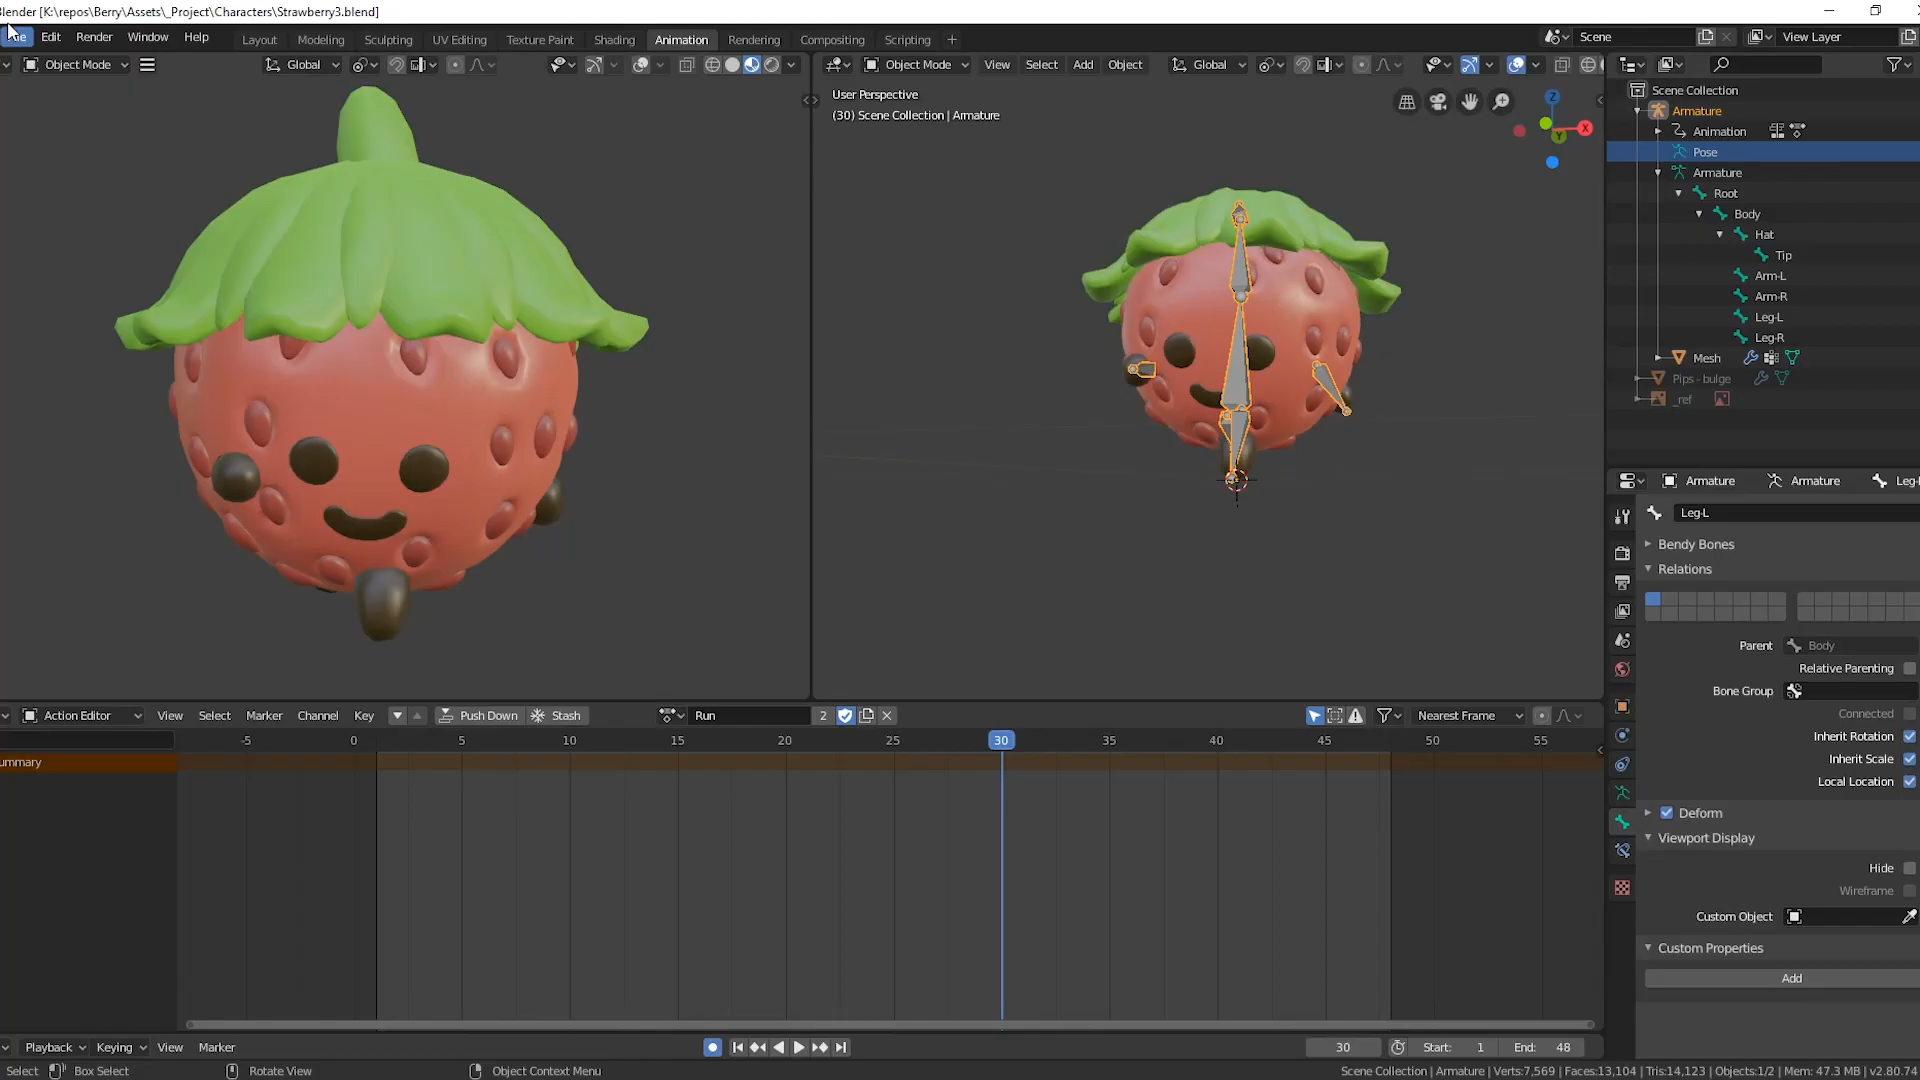 Blender [K:\repos\Berry\Assets\_Project\Characters\Strawberry3.blend]
Edit Render Window Help Layout Modeling Sculpting UV Editing Texture Paint Shading Animation Rendering Compositing Scripting + Scene View Layer
Object Mode Global Object Mode View Select Add Object Global
User Perspective
(30) Scene Collection | Armature
Z
X
Y
Scene Collection
Armature
Animation
Pose
Armature
Root
Body
Hat
Tip
Arm-L
Arm-R
Leg-L
Leg-R
Mesh
Pips - bulge
_ref
Armature Armature Leg-
Leg-L
Bendy Bones
Relations
Parent Body
Relative Parenting
Bone Group
Connected
Inherit Rotation
Inherit Scale
Local Location
Deform
Viewport Display
Hide
Wireframe
Custom Object
Custom Properties
Add
Action Editor View Select Marker Channel Key Push Down Stash Run 2 Nearest Frame
-5 0 5 10 15 20 25 30 35 40 45 50 55
ummary
Playback Keying View Marker 30 Start: 1 End: 48
Select Box Select Rotate View Object Context Menu Scene Collection | Armature | Verts:7,569 | Faces:13,104 | Tris:14,123 | Objects:1/2 | Mem: 47.3 MB | v2.80.74